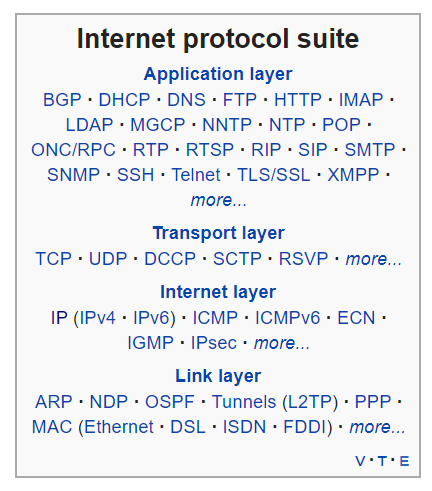 Internet protocol suite
Application layer
BGP · DHCP · DNS · FTP · HTTP · IMAP ·
LDAP · MGCP · NNTP · NTP · POP ·
ONC/RPC · RTP · RTSP · RIP · SIP · SMTP ·
SNMP · SSH · Telnet · TLS/SSL · XMPP ·
more...
Transport layer
TCP · UDP · DCCP · SCTP · RSVP · more...
Internet layer
IP (IPv4 · IPv6) · ICMP · ICMPv6 · ECN ·
IGMP · IPsec · more...
Link layer
ARP · NDP · OSPF · Tunnels (L2TP) · PPP ·
MAC (Ethernet · DSL · ISDN · FDDI) · more...
V · T · E